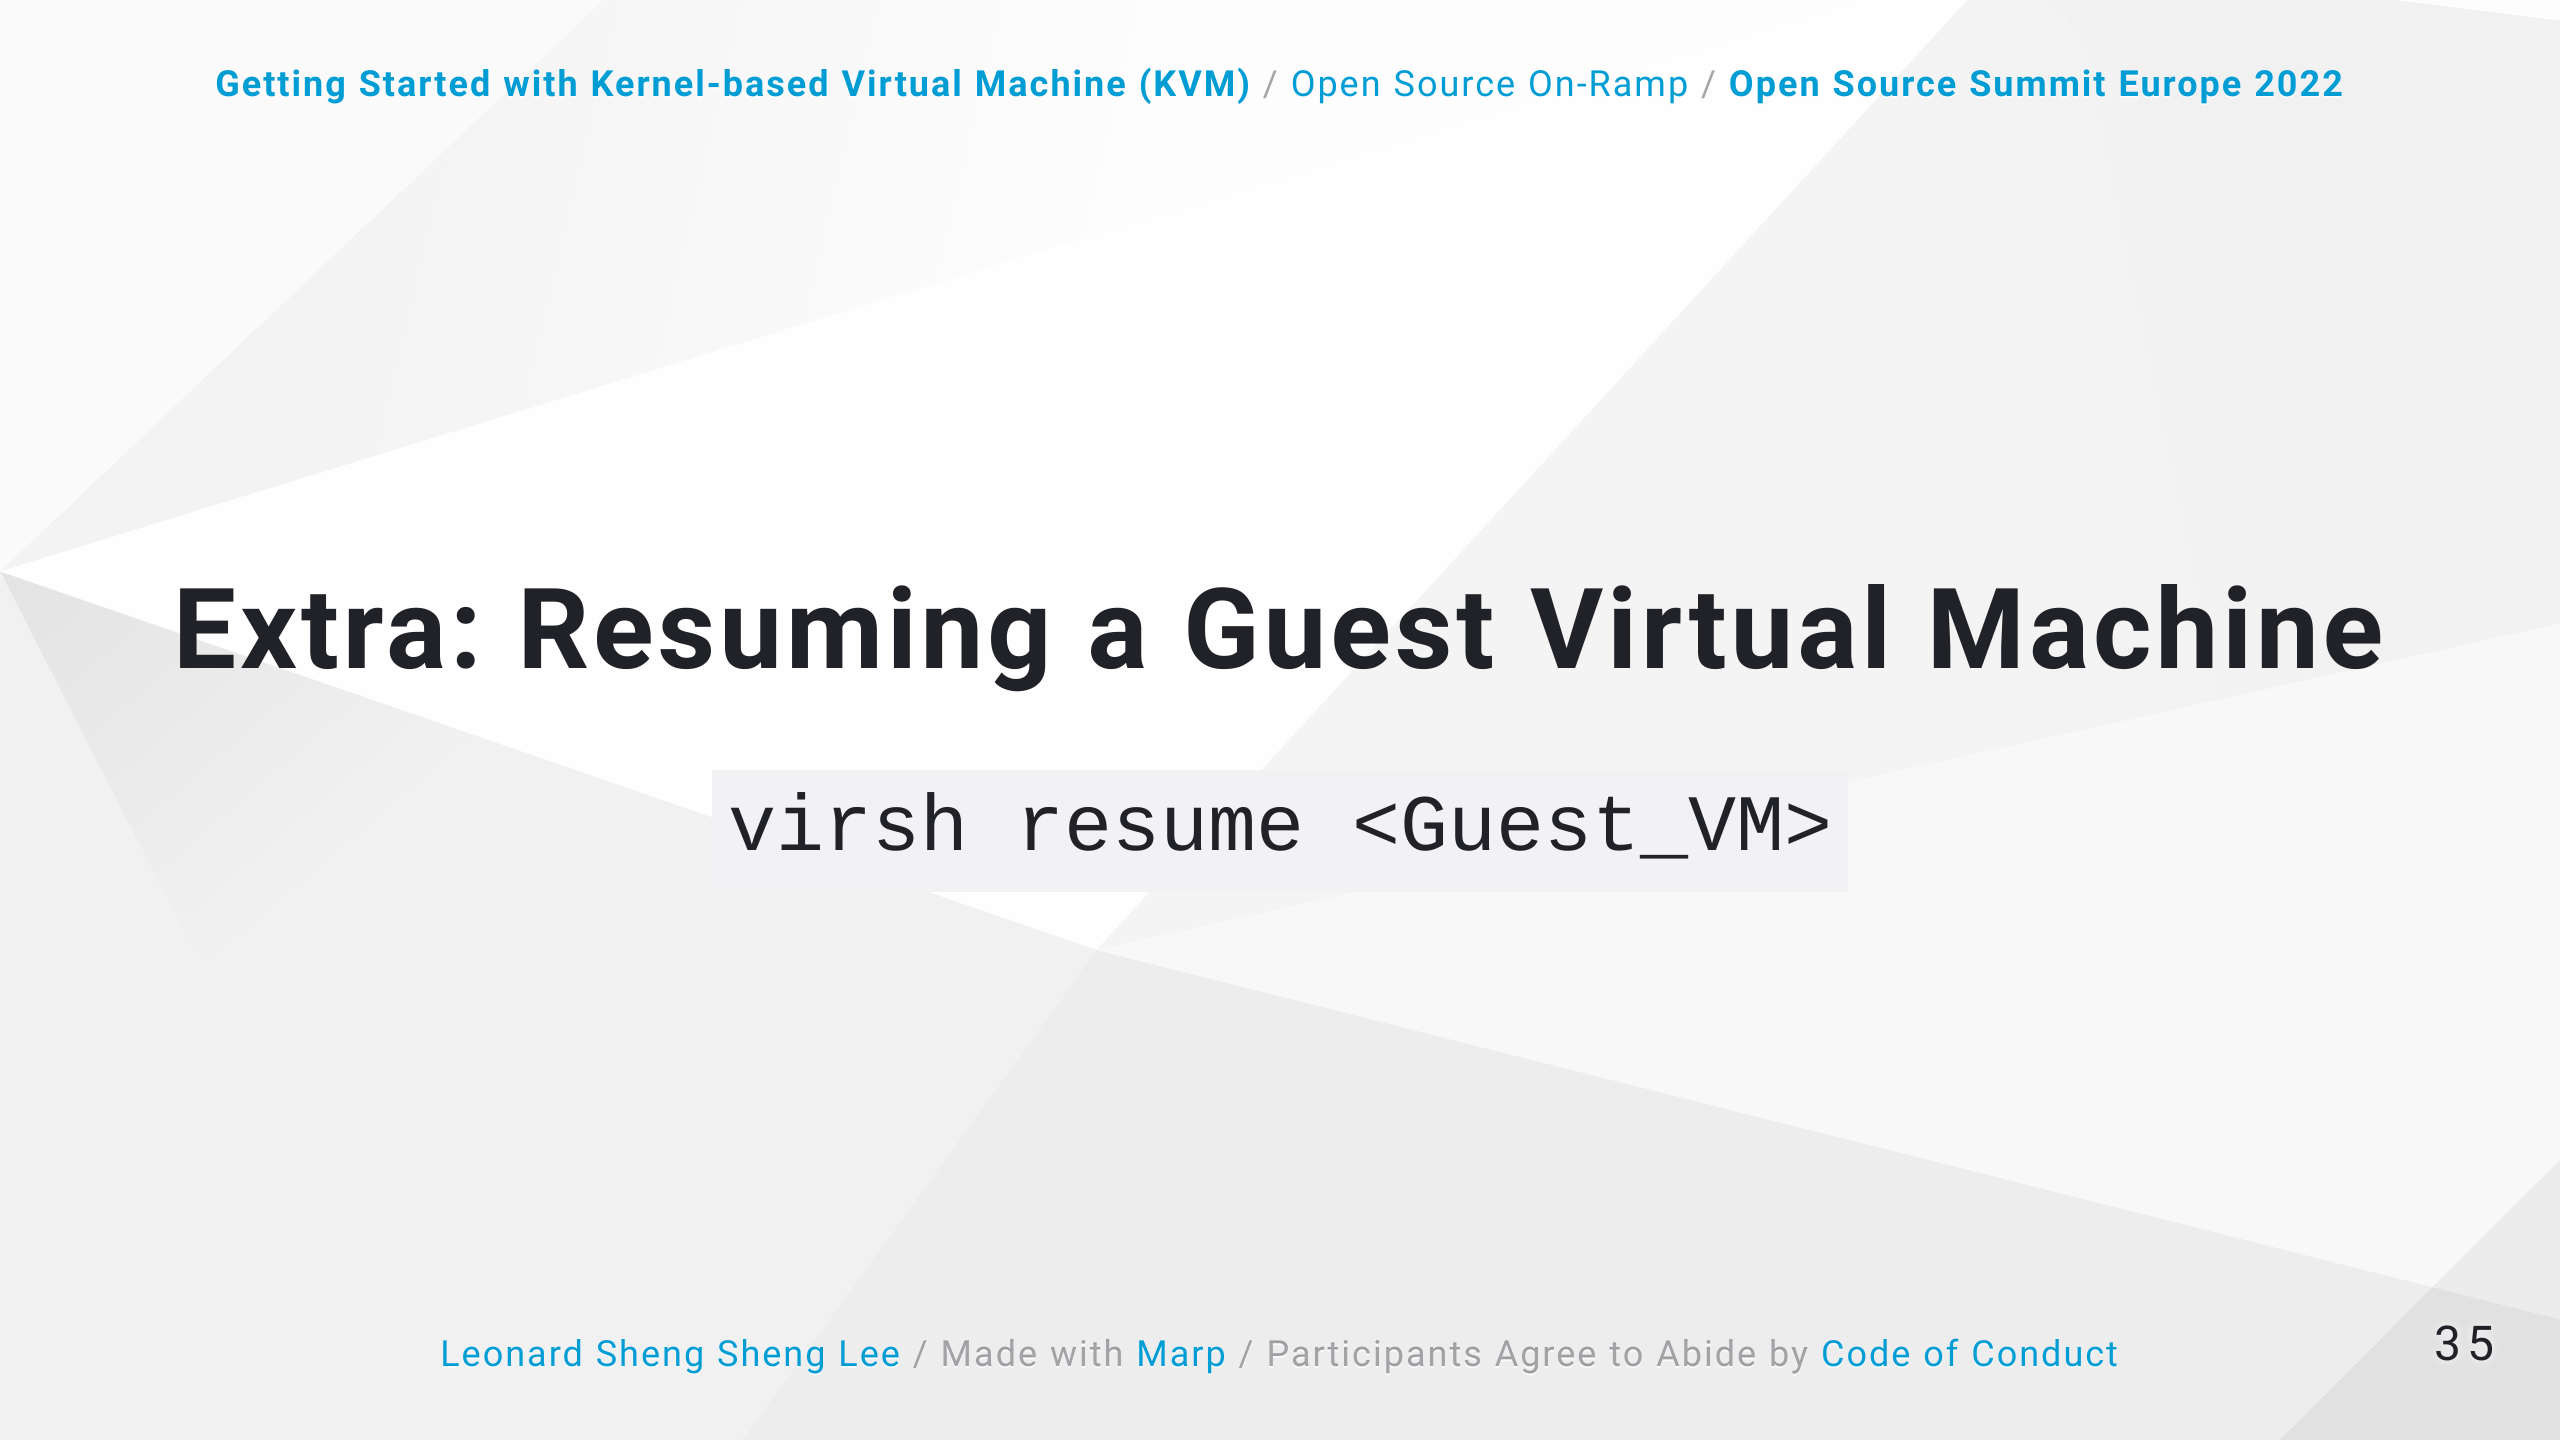 Getting Started with Kernel-based Virtual Machine (KVM) / Open Source On-Ramp / Open Source Summit Europe 2022
Extra: Resuming a Guest Virtual Machine
virsh resume <Guest_VM>
Leonard Sheng Sheng Lee / Made with Marp / Participants Agree to Abide by Code of Conduct
35